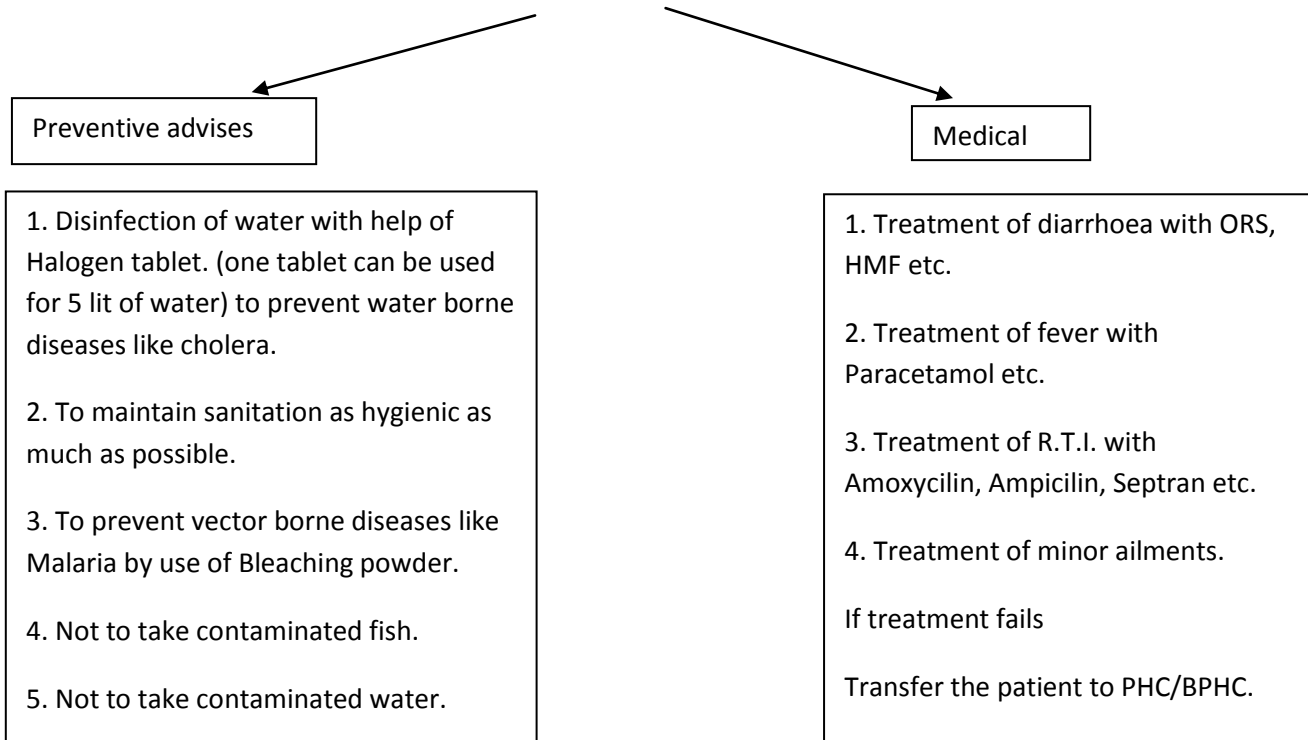 Preventive advises
Medical
1. Disinfection of water with help of
Halogen tablet. (one tablet can be used
for 5 lit of water) to prevent water borne
diseases like cholera.
2. To maintain sanitation as hygienic as
much as possible.
3. To prevent vector borne diseases like
Malaria by use of Bleaching powder.
4. Not to take contaminated fish.
5. Not to take contaminated water.
1. Treatment of diarrhoea with ORS,
HMF etc.
2. Treatment of fever with
Paracetamol etc.
3. Treatment of R.T.I. with
Amoxycilin, Ampicilin, Septran etc.
4. Treatment of minor ailments.
If treatment fails
Transfer the patient to PHC/BPHC.